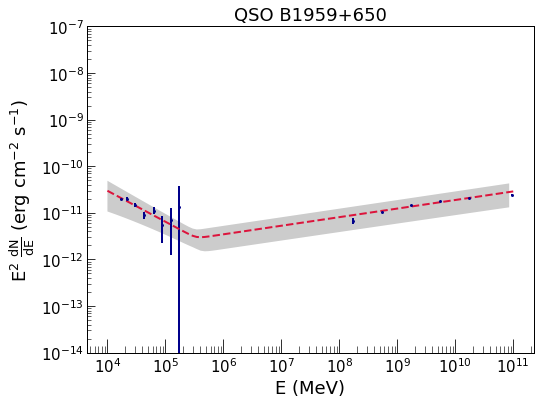 QSO B1959+650
E² dN/dE (erg cm⁻² s⁻¹)
10⁻⁷
10⁻⁸
10⁻⁹
10⁻¹⁰
10⁻¹¹
10⁻¹²
10⁻¹³
10⁻¹⁴
10⁴ 10⁵ 10⁶ 10⁷ 10⁸ 10⁹ 10¹⁰ 10¹¹
E (MeV)